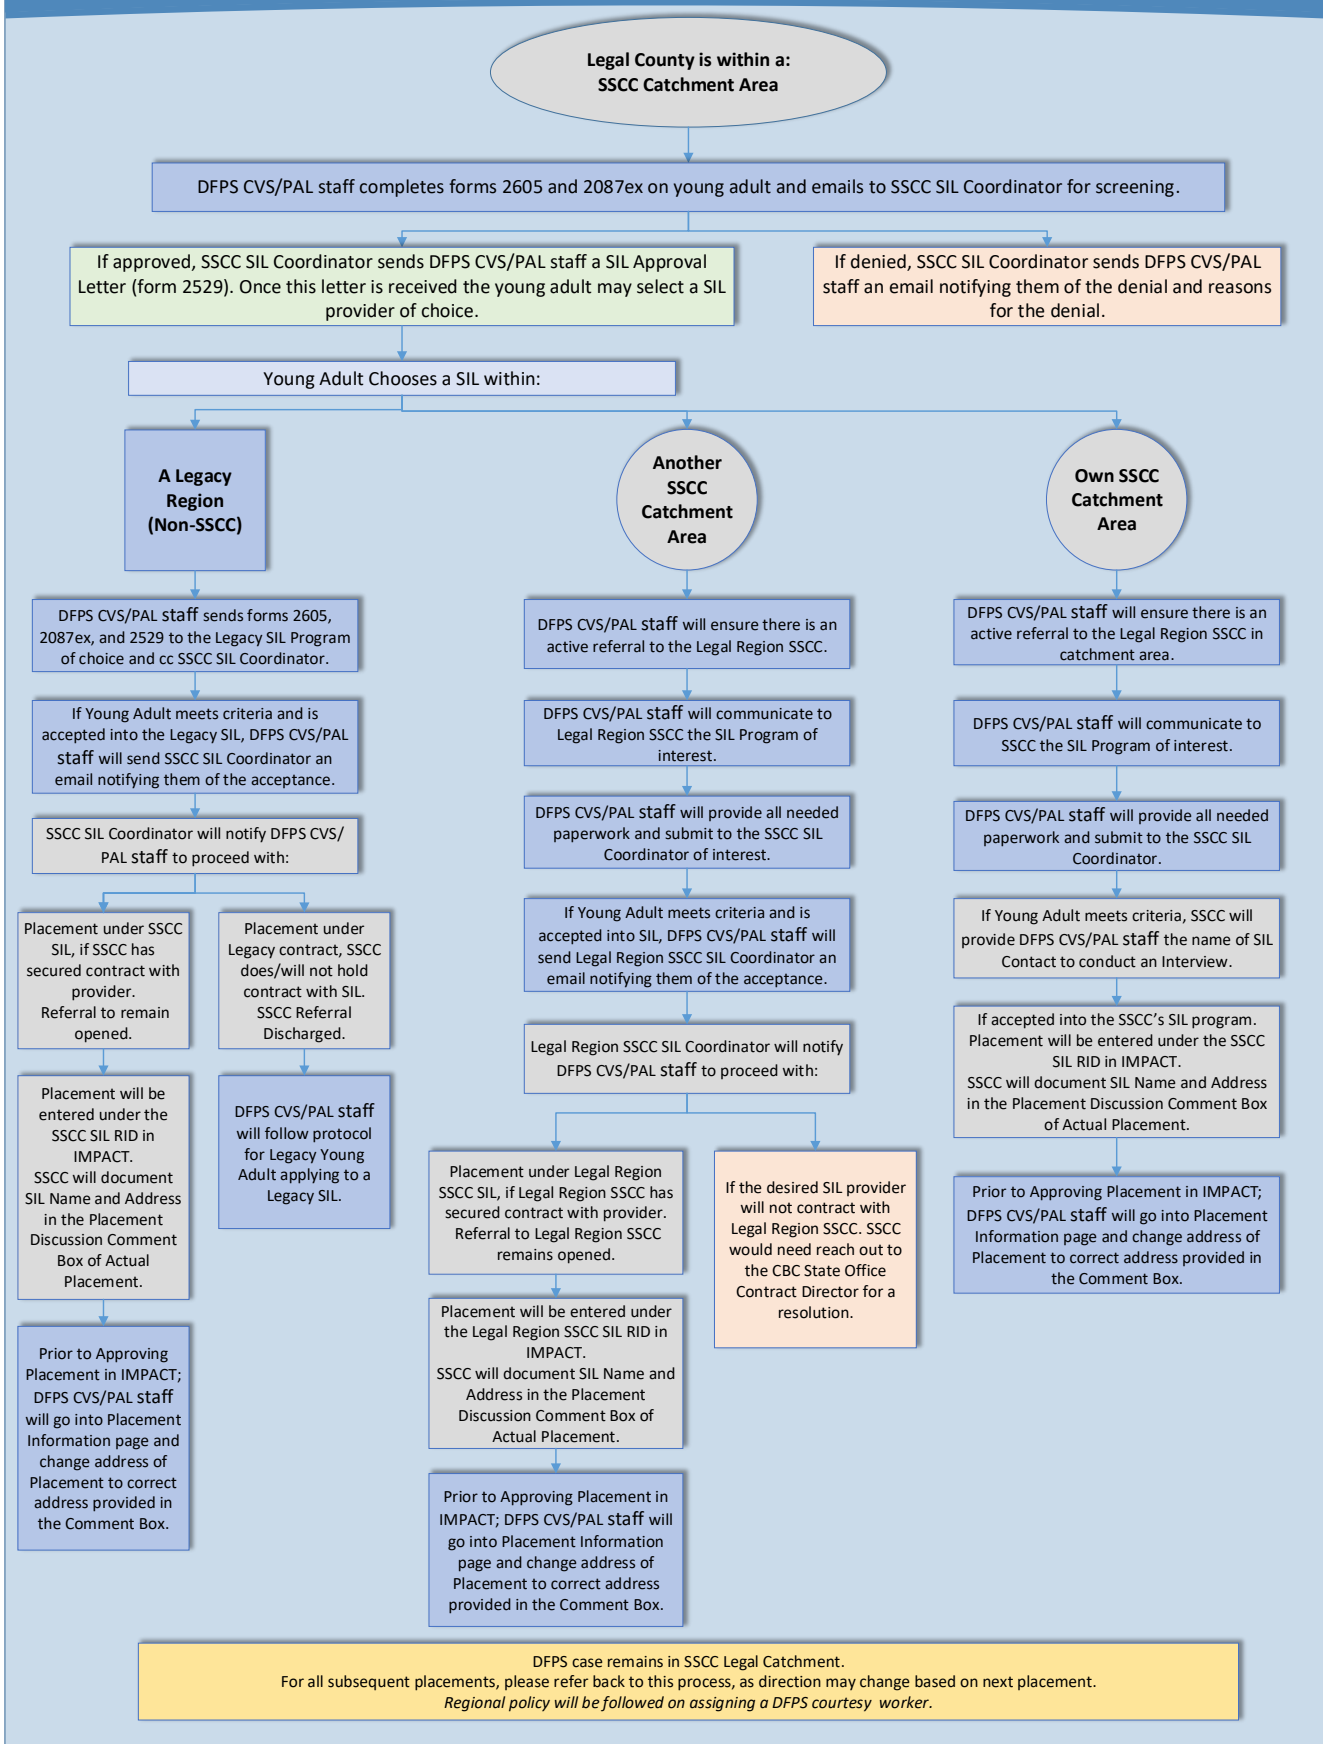 Legal County is within a:
SSCC Catchment Area
DFPS CVS/PAL staff completes forms 2605 and 2087ex on young adult and emails to SSCC SIL Coordinator for screening.
If approved, SSCC SIL Coordinator sends DFPS CVS/PAL staff a SIL Approval
Letter (form 2529). Once this letter is received the young adult may select a SIL
provider of choice.
If denied, SSCC SIL Coordinator sends DFPS CVS/PAL
staff an email notifying them of the denial and reasons
for the denial.
Young Adult Chooses a SIL within:
A Legacy
Region
(Non-SSCC)
DFPS CVS/PAL staff sends forms 2605,
2087ex, and 2529 to the Legacy SIL Program
of choice and cc SSCC SIL Coordinator.
If Young Adult meets criteria and is
accepted into the Legacy SIL, DFPS CVS/PAL
staff will send SSCC SIL Coordinator an
email notifying them of the acceptance.
SSCC SIL Coordinator will notify DFPS CVS/
PAL staff to proceed with:
Placement under SSCC
SIL, if SSCC has
secured contract with
provider.
Referral to remain
opened.
Placement will be
entered under the
SSCC SIL RID in
IMPACT.
SSCC will document
SIL Name and Address
in the Placement
Discussion Comment
Box of Actual
Placement.
Prior to Approving
Placement in IMPACT;
DFPS CVS/PAL staff
will go into Placement
Information page and
change address of
Placement to correct
address provided in
the Comment Box.
Placement under
Legacy contract, SSCC
does/will not hold
contract with SIL.
SSCC Referral
Discharged.
DFPS CVS/PAL staff
will follow protocol
for Legacy Young
Adult applying to a
Legacy SIL.
Another
SSCC
Catchment
Area
DFPS CVS/PAL staff will ensure there is an
active referral to the Legal Region SSCC.
DFPS CVS/PAL staff will communicate to
Legal Region SSCC the SIL Program of
interest.
DFPS CVS/PAL staff will provide all needed
paperwork and submit to the SSCC SIL
Coordinator of interest.
If Young Adult meets criteria and is
accepted into SIL, DFPS CVS/PAL staff will
send Legal Region SSCC SIL Coordinator an
email notifying them of the acceptance.
Legal Region SSCC SIL Coordinator will notify
DFPS CVS/PAL staff to proceed with:
Placement under Legal Region
SSCC SIL, if Legal Region SSCC has
secured contract with provider.
Referral to Legal Region SSCC
remains opened.
Placement will be entered under
the Legal Region SSCC SIL RID in
IMPACT.
SSCC will document SIL Name and
Address in the Placement
Discussion Comment Box of
Actual Placement.
Prior to Approving Placement in
IMPACT; DFPS CVS/PAL staff will
go into Placement Information
page and change address of
Placement to correct address
provided in the Comment Box.
If the desired SIL provider
will not contract with
Legal Region SSCC. SSCC
would need reach out to
the CBC State Office
Contract Director for a
resolution.
Own SSCC
Catchment
Area
DFPS CVS/PAL staff will ensure there is an
active referral to the Legal Region SSCC in
catchment area.
DFPS CVS/PAL staff will communicate to
SSCC the SIL Program of interest.
DFPS CVS/PAL staff will provide all needed
paperwork and submit to the SSCC SIL
Coordinator.
If Young Adult meets criteria, SSCC will
provide DFPS CVS/PAL staff the name of SIL
Contact to conduct an Interview.
If accepted into the SSCC's SIL program.
Placement will be entered under the SSCC
SIL RID in IMPACT.
SSCC will document SIL Name and Address
in the Placement Discussion Comment Box
of Actual Placement.
Prior to Approving Placement in IMPACT;
DFPS CVS/PAL staff will go into Placement
Information page and change address of
Placement to correct address provided in
the Comment Box.
DFPS case remains in SSCC Legal Catchment.
For all subsequent placements, please refer back to this process, as direction may change based on next placement.
Regional policy will be followed on assigning a DFPS courtesy worker.